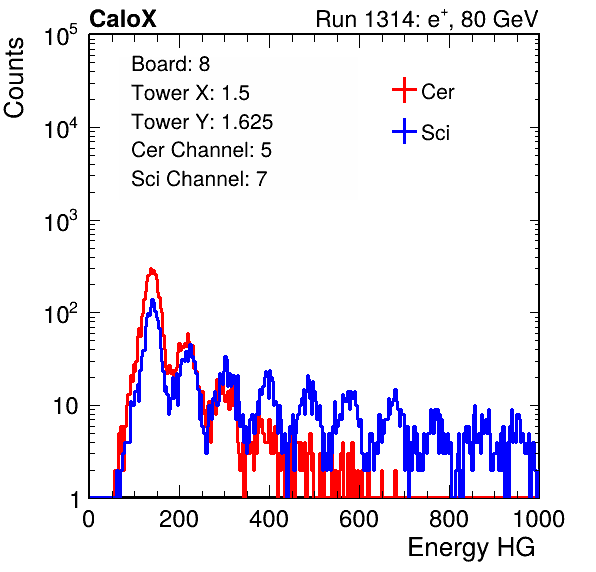 CaloX Run 1314: e⁺, 80 GeV
Counts
10⁵
10⁴
10³
10²
10
1
Board: 8
Tower X: 1.5
Tower Y: 1.625
Cer Channel: 5
Sci Channel: 7
Cer
Sci
0 200 400 600 800 1000
Energy HG